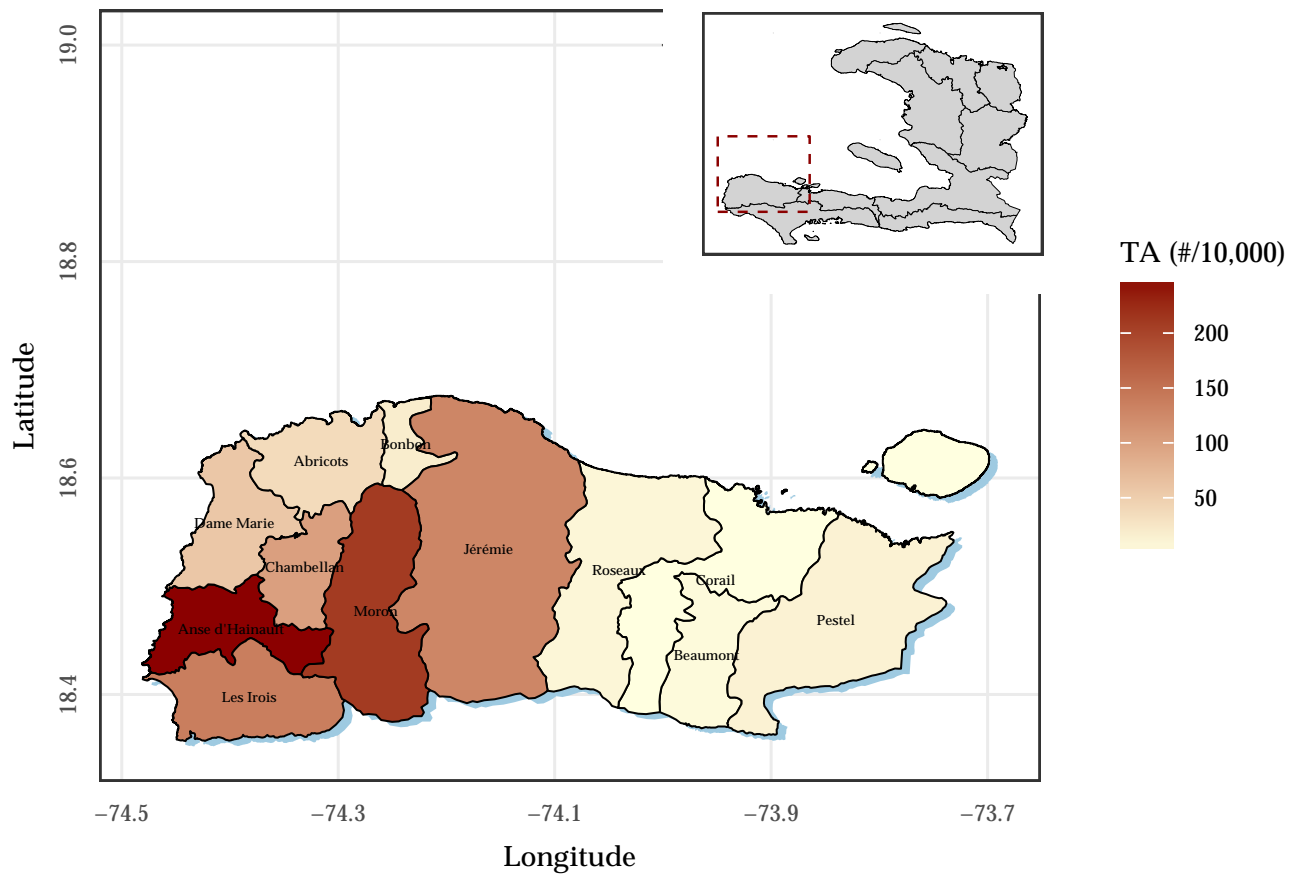 19.0
18.8
18.6
18.4
Latitude
TA (#/10,000)
200
150
100
50
Bonbon
Abricots
Dame Marie
Jérémie
Chambellan
Roseaux
Corail
Moron
Pestel
Anse d'Hainault
Beaumont
Les Irois
−74.5 −74.3 −74.1 −73.9 −73.7
Longitude